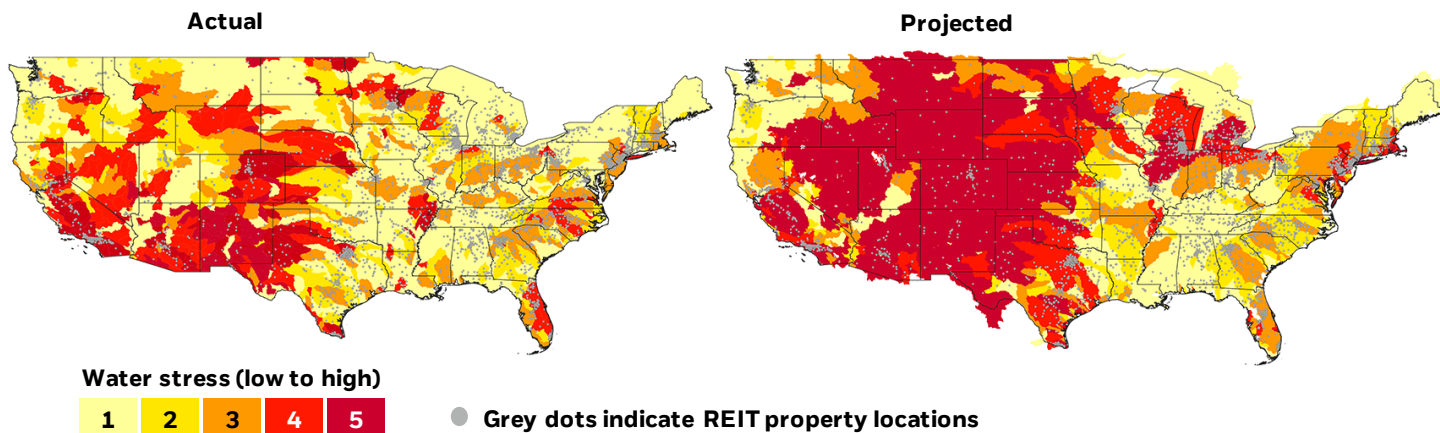 Actual
Projected
Water stress (low to high)
1 2 3 4 5
Grey dots indicate REIT property locations